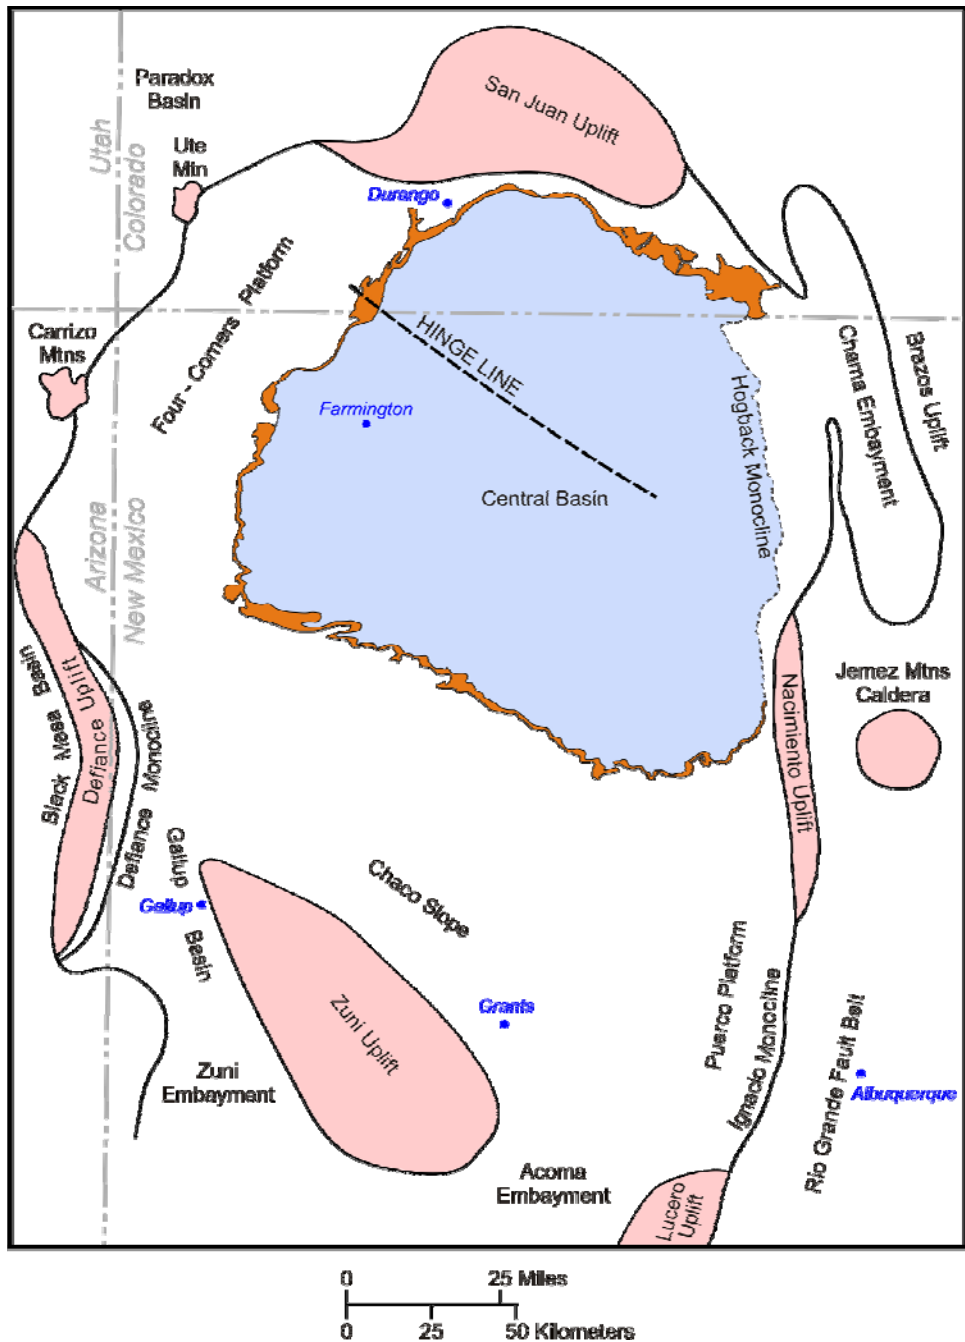 Paradox
Basin
San Juan Uplift
Utah
Colorado
Ute
Mtn
Durango
Four - Corners Platform
Carrizo
Mtns
HINGE LINE
Farmington
Central Basin
Hogback Monocline
Chama Embayment
Brazos Uplift
Arizona
New Mexico
Black Mesa Basin
Defiance Uplift
Defiance Monocline
Nacimiento Uplift
Jemez Mtns
Caldera
Gallup
Basin
Gallup
Chaco Slope
Zuni Uplift
Grants
Puerco Platform
Ignacio Monocline
Rio Grande Fault Belt
Albuquerque
Zuni
Embayment
Acoma
Embayment
Lucero
Uplift
0 25 Miles
0 25 50 Kilometers